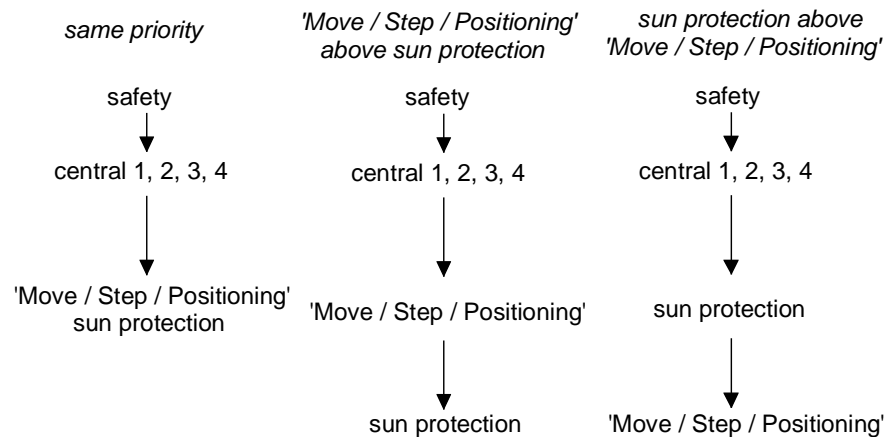 same priority
'Move / Step / Positioning'
above sun protection
sun protection above
'Move / Step / Positioning'
safety
safety
safety
central 1, 2, 3, 4
central 1, 2, 3, 4
central 1, 2, 3, 4
'Move / Step / Positioning'
sun protection
'Move / Step / Positioning'
sun protection
sun protection
'Move / Step / Positioning'